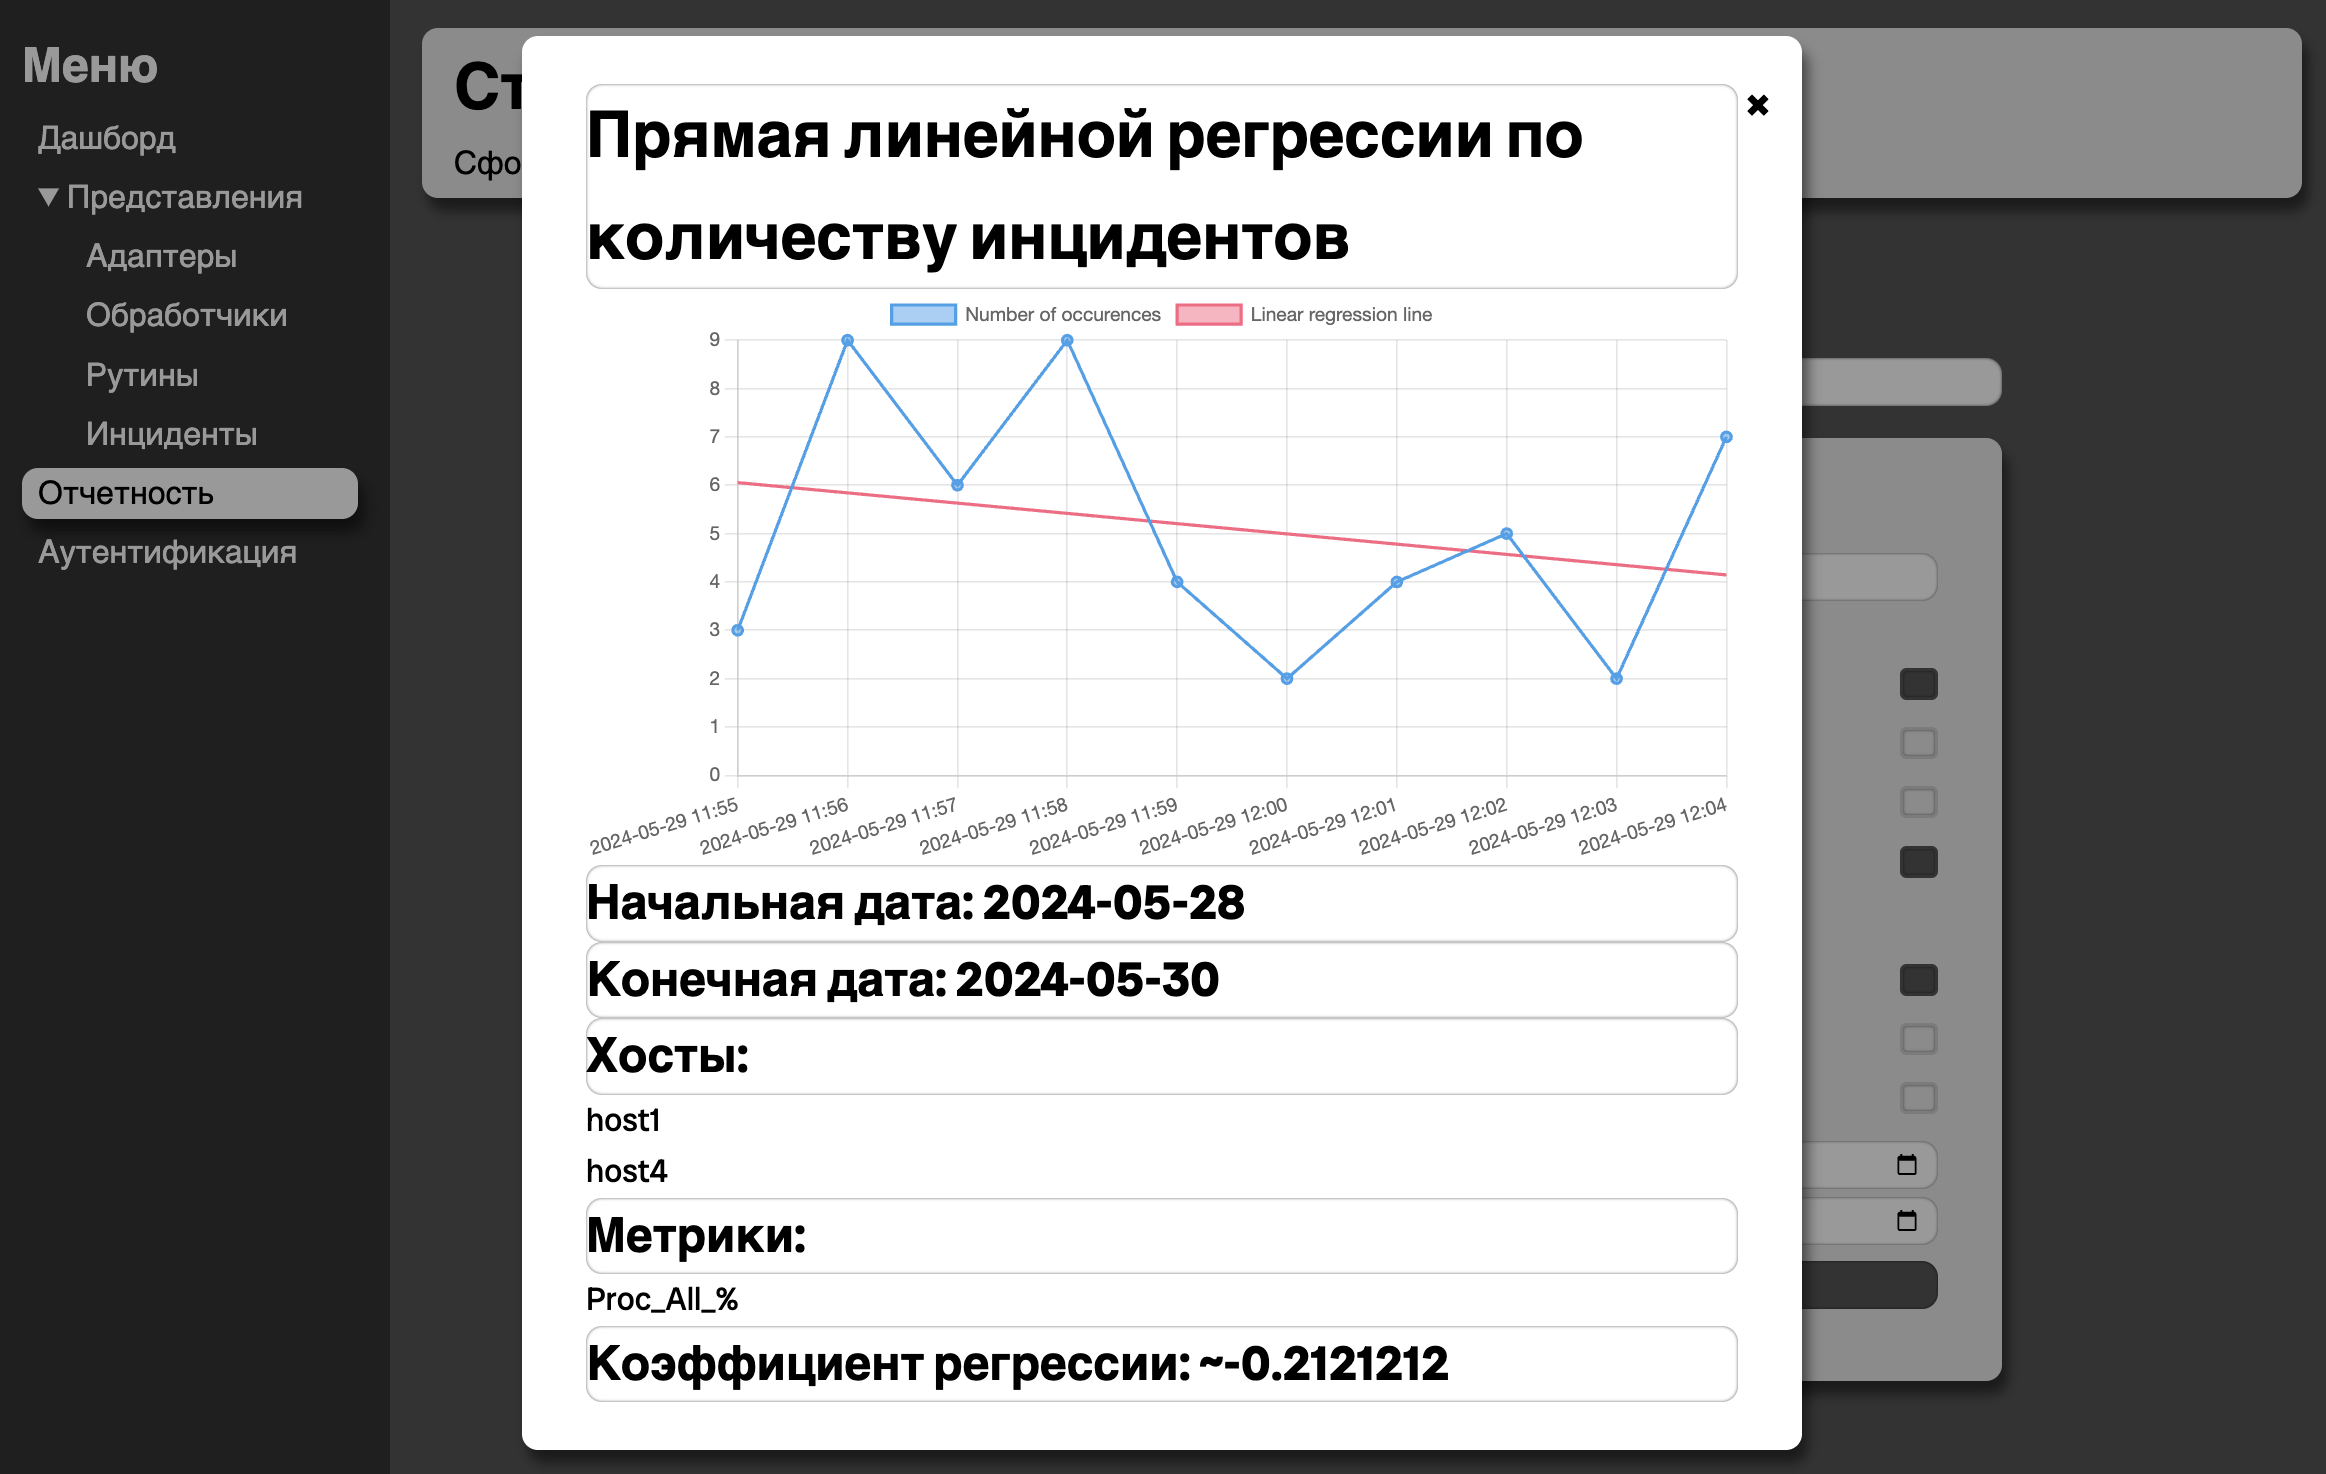 Меню
Дашборд
▼ Представления
Адаптеры
Обработчики
Рутины
Инциденты
Отчетность
Аутентификация
Прямая линейной регрессии по
количеству инцидентов
✖
Number of occurences
Linear regression line
9
8
7
6
5
4
3
2
1
0
2024-05-29 11:55
2024-05-29 11:56
2024-05-29 11:57
2024-05-29 11:58
2024-05-29 11:59
2024-05-29 12:00
2024-05-29 12:01
2024-05-29 12:02
2024-05-29 12:03
2024-05-29 12:04
Начальная дата: 2024-05-28
Конечная дата: 2024-05-30
Хосты:
host1
host4
Метрики:
Proc_All_%
Коэффициент регрессии: ~-0.2121212